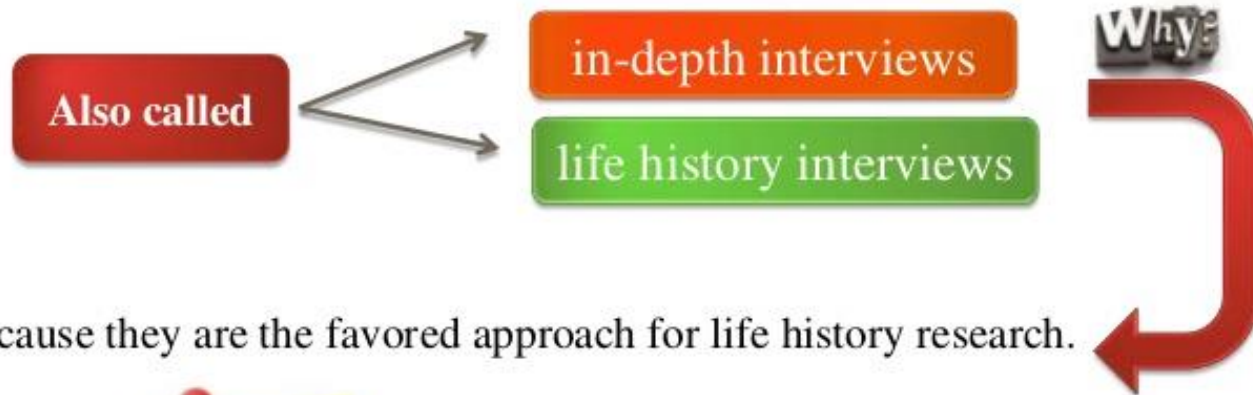 Why?
Also called
in-depth interviews
life history interviews
cause they are the favored approach for life history research.